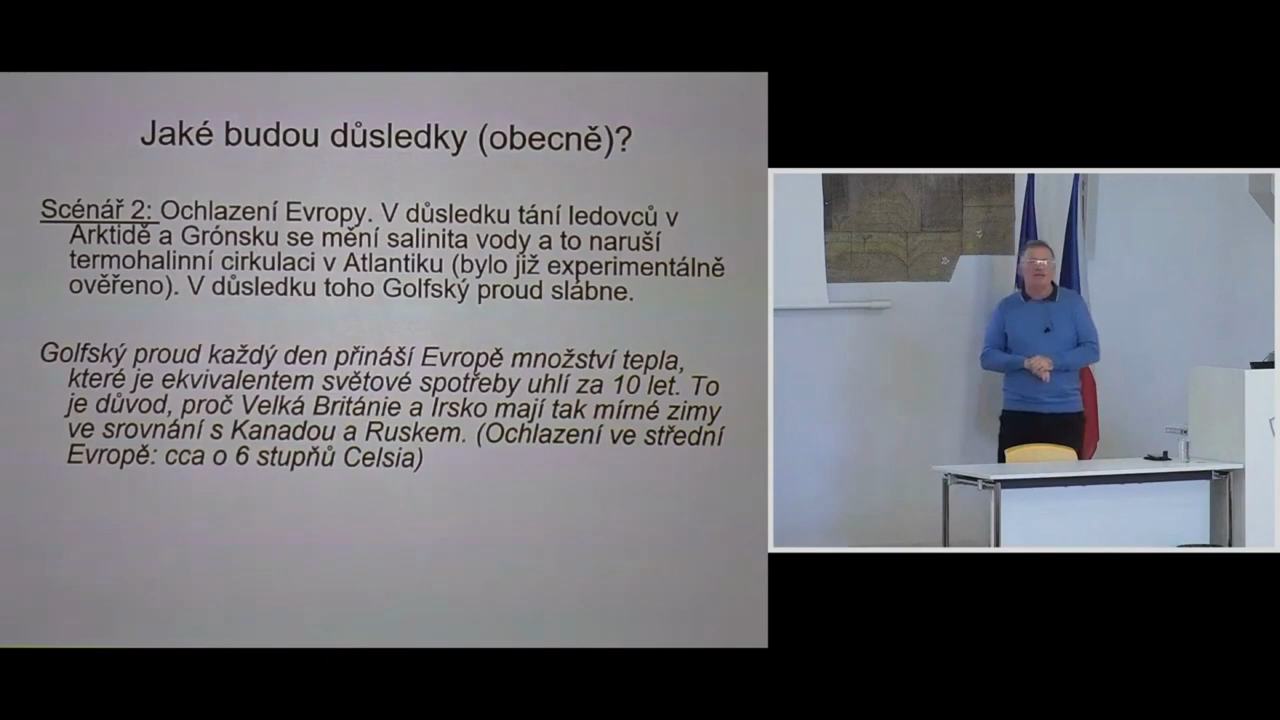 Jaké budou důsledky (obecně)?
Scénář 2: Ochlazení Evropy. V důsledku tání ledovců v
Arktidě a Grónsku se mění salinita vody a to naruší
termohalinní cirkulaci v Atlantiku (bylo již experimentálně
ověřeno). V důsledku toho Golfský proud slábne.
Golfský proud každý den přináší Evropě množství tepla,
které je ekvivalentem světové spotřeby uhlí za 10 let. To
je důvod, proč Velká Británie a Irsko mají tak mírné zimy
ve srovnání s Kanadou a Ruskem. (Ochlazení ve střední
Evropě: cca o 6 stupňů Celsia)